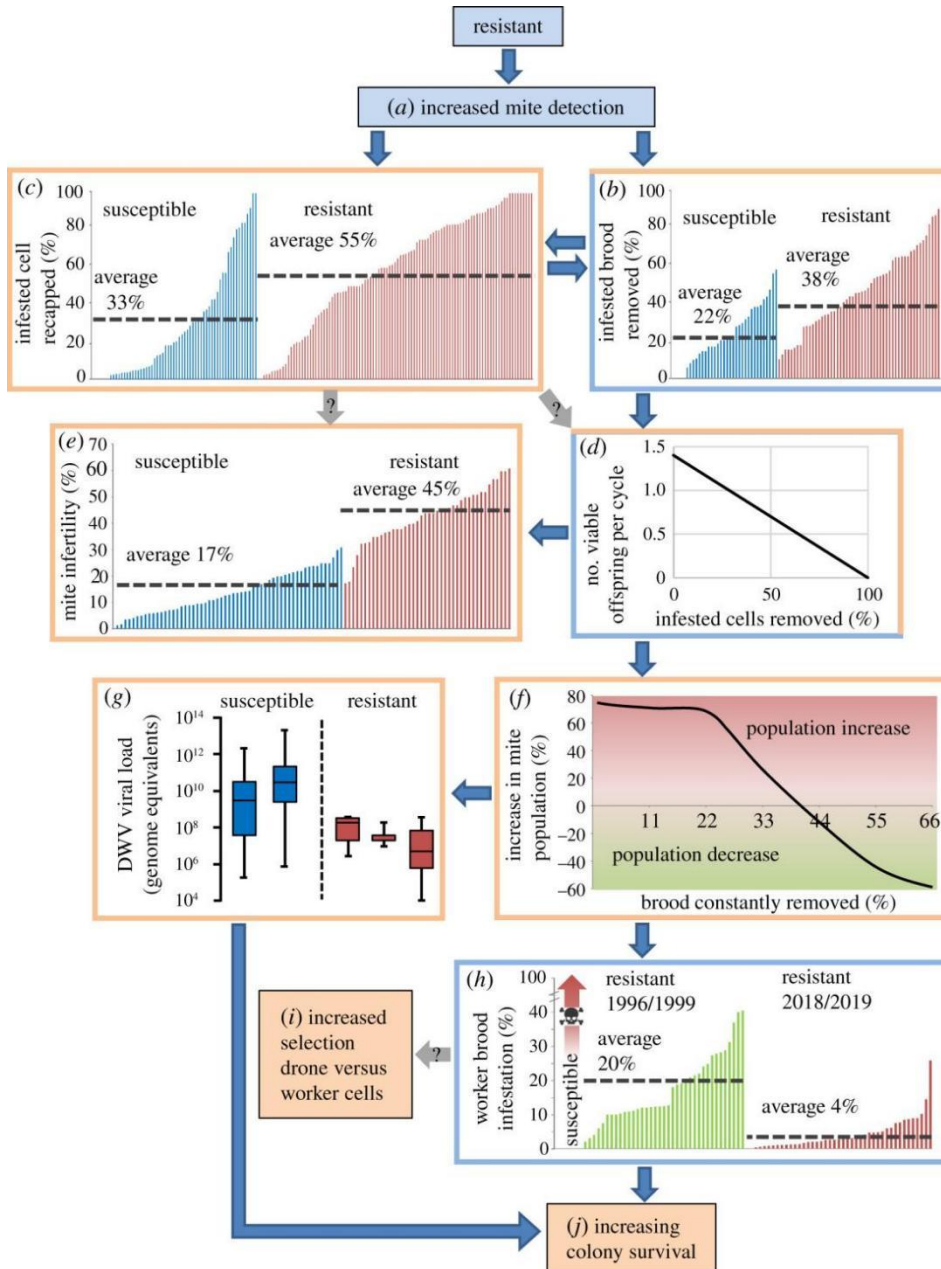 resistant
(a) increased mite detection
(c)
100
80
60
40
20
0
infested cell
recapped (%)
susceptible
average
33%
resistant
average 55%
(b)
100
80
60
40
20
0
infested brood
removed (%)
susceptible
average
22%
resistant
average
38%
?
?
(e)
70
60
50
40
30
20
10
0
mite infertility (%)
susceptible
average 17%
resistant
average 45%
(d)
1.5
1.0
0.5
0
no. viable
offspring per cycle
0
50
100
infested cells removed (%)
(g)
susceptible
resistant
10¹⁴
10¹²
10¹⁰
10⁸
10⁶
10⁴
DWV viral load
(genome equivalents)
(f)
80
60
40
20
0
−20
−40
−60
increase in mite
population (%)
population increase
11
22
33
44
55
66
population decrease
brood constantly removed (%)
(h)
100
40
30
20
10
0
worker brood
infestation (%)
susceptible
resistant
1996/1999
average
20%
resistant
2018/2019
average 4%
?
(i) increased
selection
drone versus
worker cells
(j) increasing
colony survival